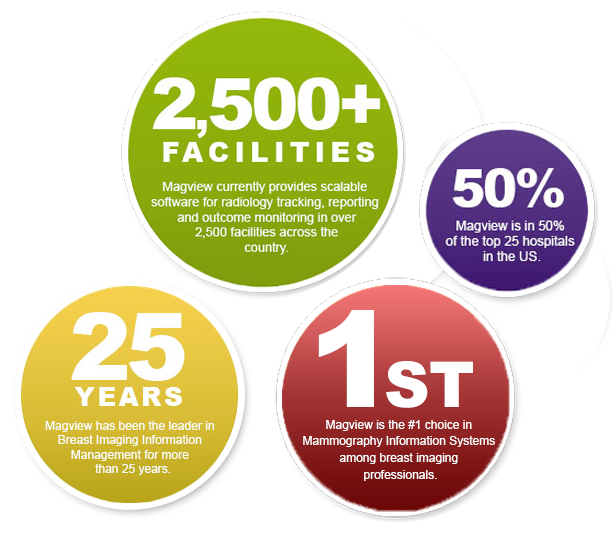 2,500+
FACILITIES
Magview currently provides scalable
software for radiology tracking, reporting
and outcome monitoring in over
2,500 facilities across the
country.
50%
Magview is in 50%
of the top 25 hospitals
in the US.
25
YEARS
Magview has been the leader in
Breast Imaging Information
Management for more
than 25 years.
1ST
Magview is the #1 choice in
Mammography Information Systems
among breast imaging
professionals.